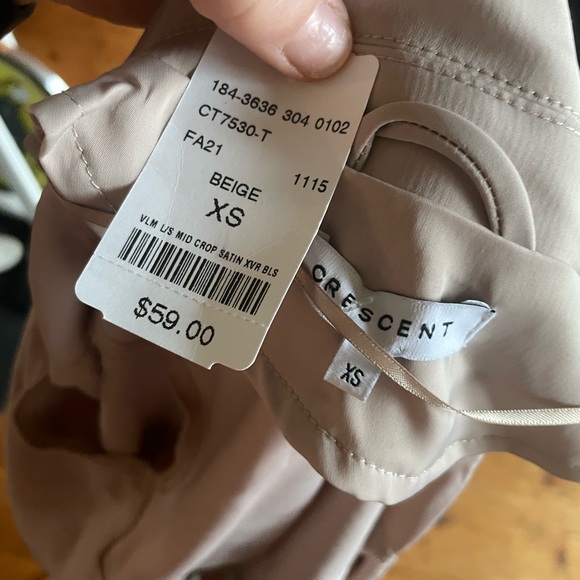 184-3636 304 0102
CT7530-T
FA21
1115
BEIGE
XS
VLM L/S MID CROP SATIN XVR BLS
$59.00
CRESCENT
XS